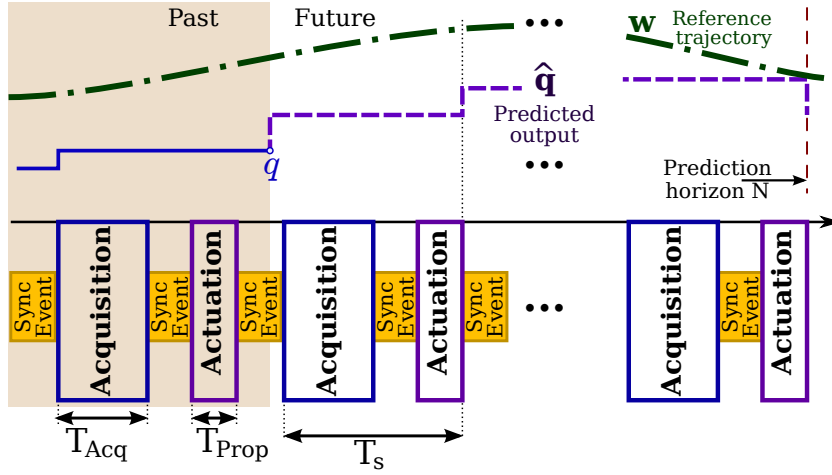 Past
Future
...
w
Reference
trajectory
q̂
Predicted
output
q
...
Prediction
horizon N
Sync
Event
Acquisition
Sync
Event
Actuation
Sync
Event
Acquisition
Sync
Event
Actuation
Sync
Event
...
Acquisition
Sync
Event
Actuation
T_Acq
T_Prop
T_s